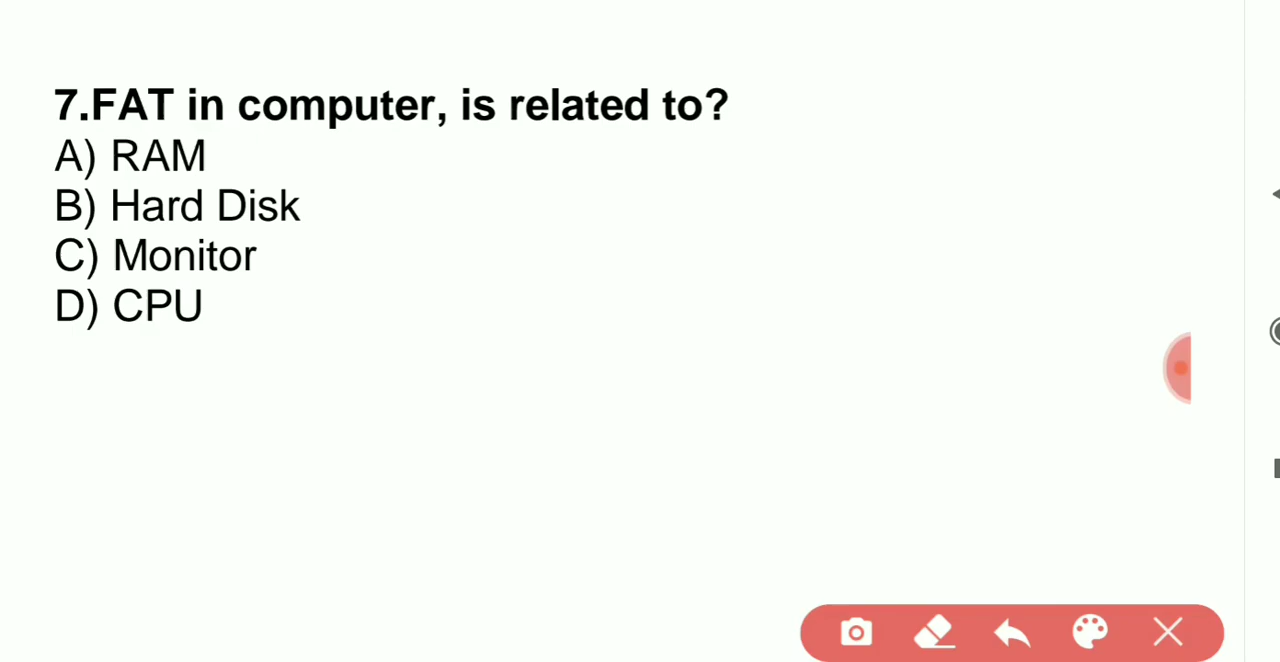 7.FAT in computer, is related to?
A) RAM
B) Hard Disk
C) Monitor
D) CPU